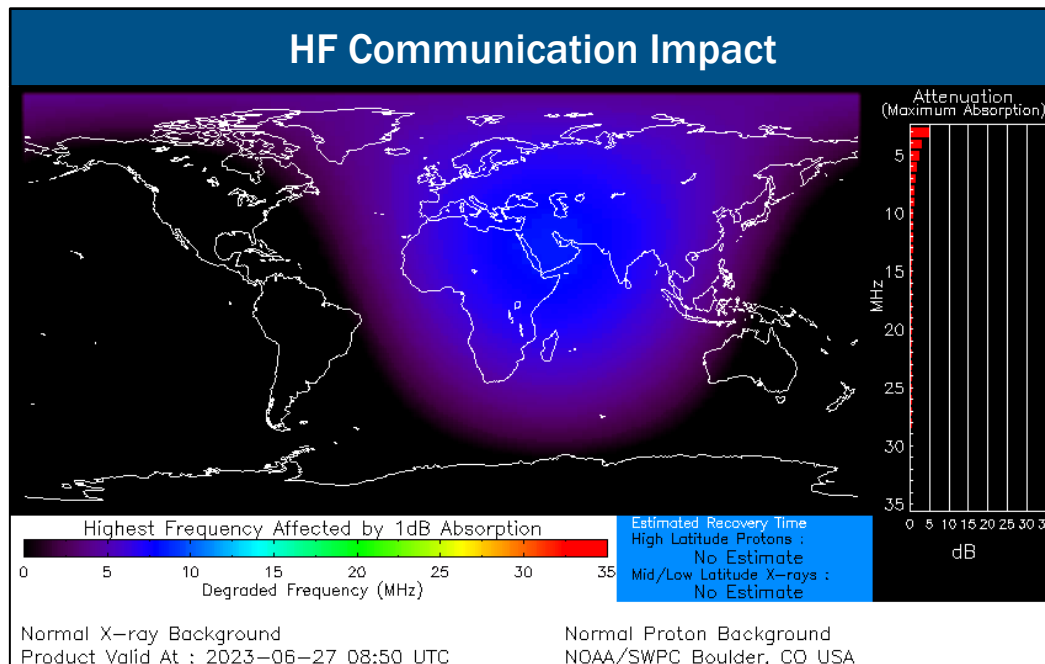 HF Communication Impact
Attenuation
(Maximum Absorption)
5
10
15
20
25
30
35
MHz
0 5 10 15 20 25 30
dB
Highest Frequency Affected by 1dB Absorption
0 5 10 15 20 25 30 35
Degraded Frequency (MHz)
Estimated Recovery Time
High Latitude Protons :
No Estimate
Mid/Low Latitude X-rays :
No Estimate
Normal X-ray Background
Product Valid At : 2023-06-27 08:50 UTC
Normal Proton Background
NOAA/SWPC Boulder, CO USA